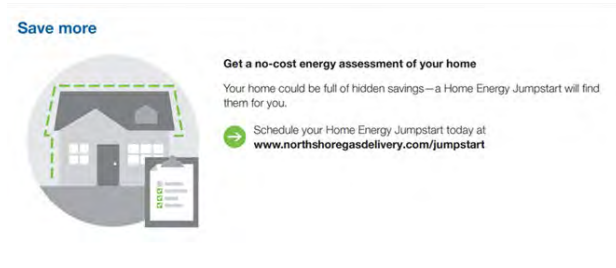 Save more
Get a no-cost energy assessment of your home
Your home could be full of hidden savings—a Home Energy Jumpstart will find
them for you.
Schedule your Home Energy Jumpstart today at
www.northshoregasdelivery.com/jumpstart